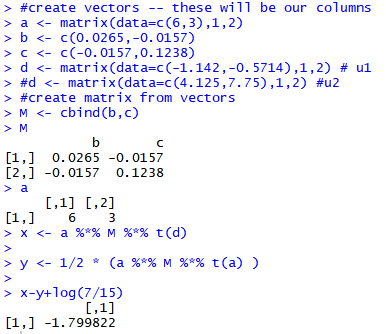 > #create vectors -- these will be our columns
> a <- matrix(data=c(6,3),1,2)
> b <- c(0.0265,-0.0157)
> c <- c(-0.0157,0.1238)
> d <- matrix(data=c(-1.142,-0.5714),1,2) # u1
> #d <- matrix(data=c(4.125,7.75),1,2) #u2
> #create matrix from vectors
> M <- cbind(b,c)
> M
           b       c
[1,]  0.0265 -0.0157
[2,] -0.0157  0.1238
> a
     [,1] [,2]
[1,]    6    3
> x <- a %*% M %*% t(d)
>
> y <- 1/2 * (a %*% M %*% t(a) )
>
> x-y+log(7/15)
          [,1]
[1,] -1.799822